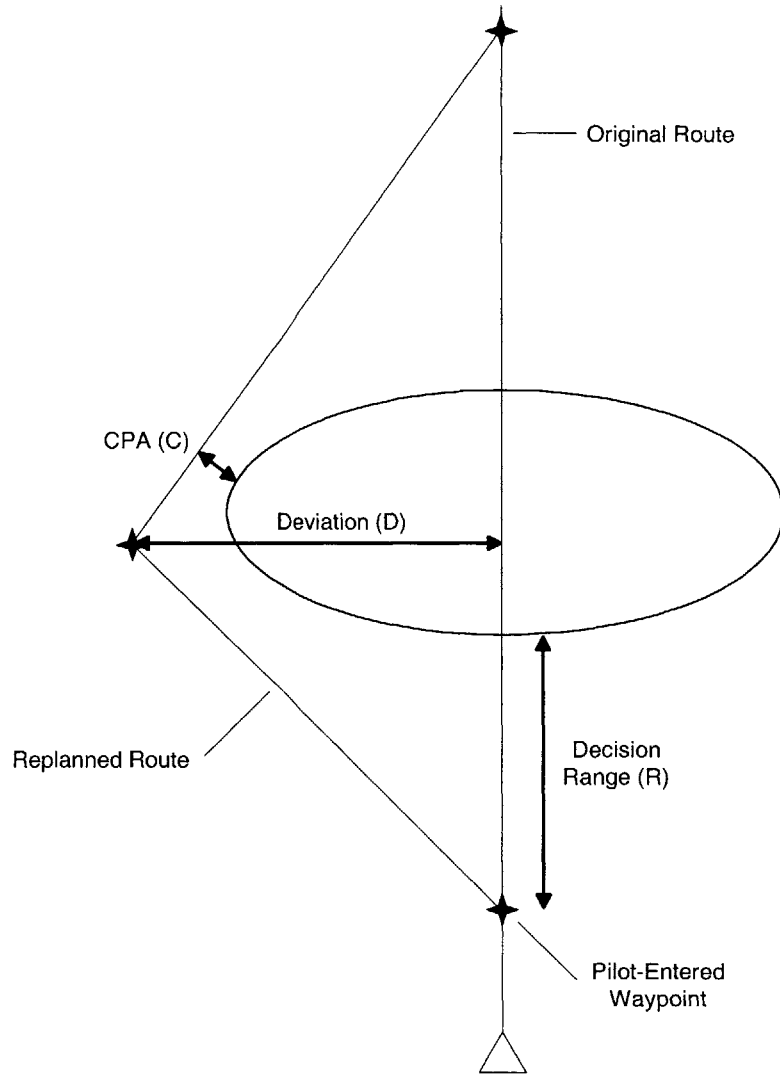 Original Route
CPA (C)
Deviation (D)
Replanned Route
Decision
Range (R)
Pilot-Entered
Waypoint